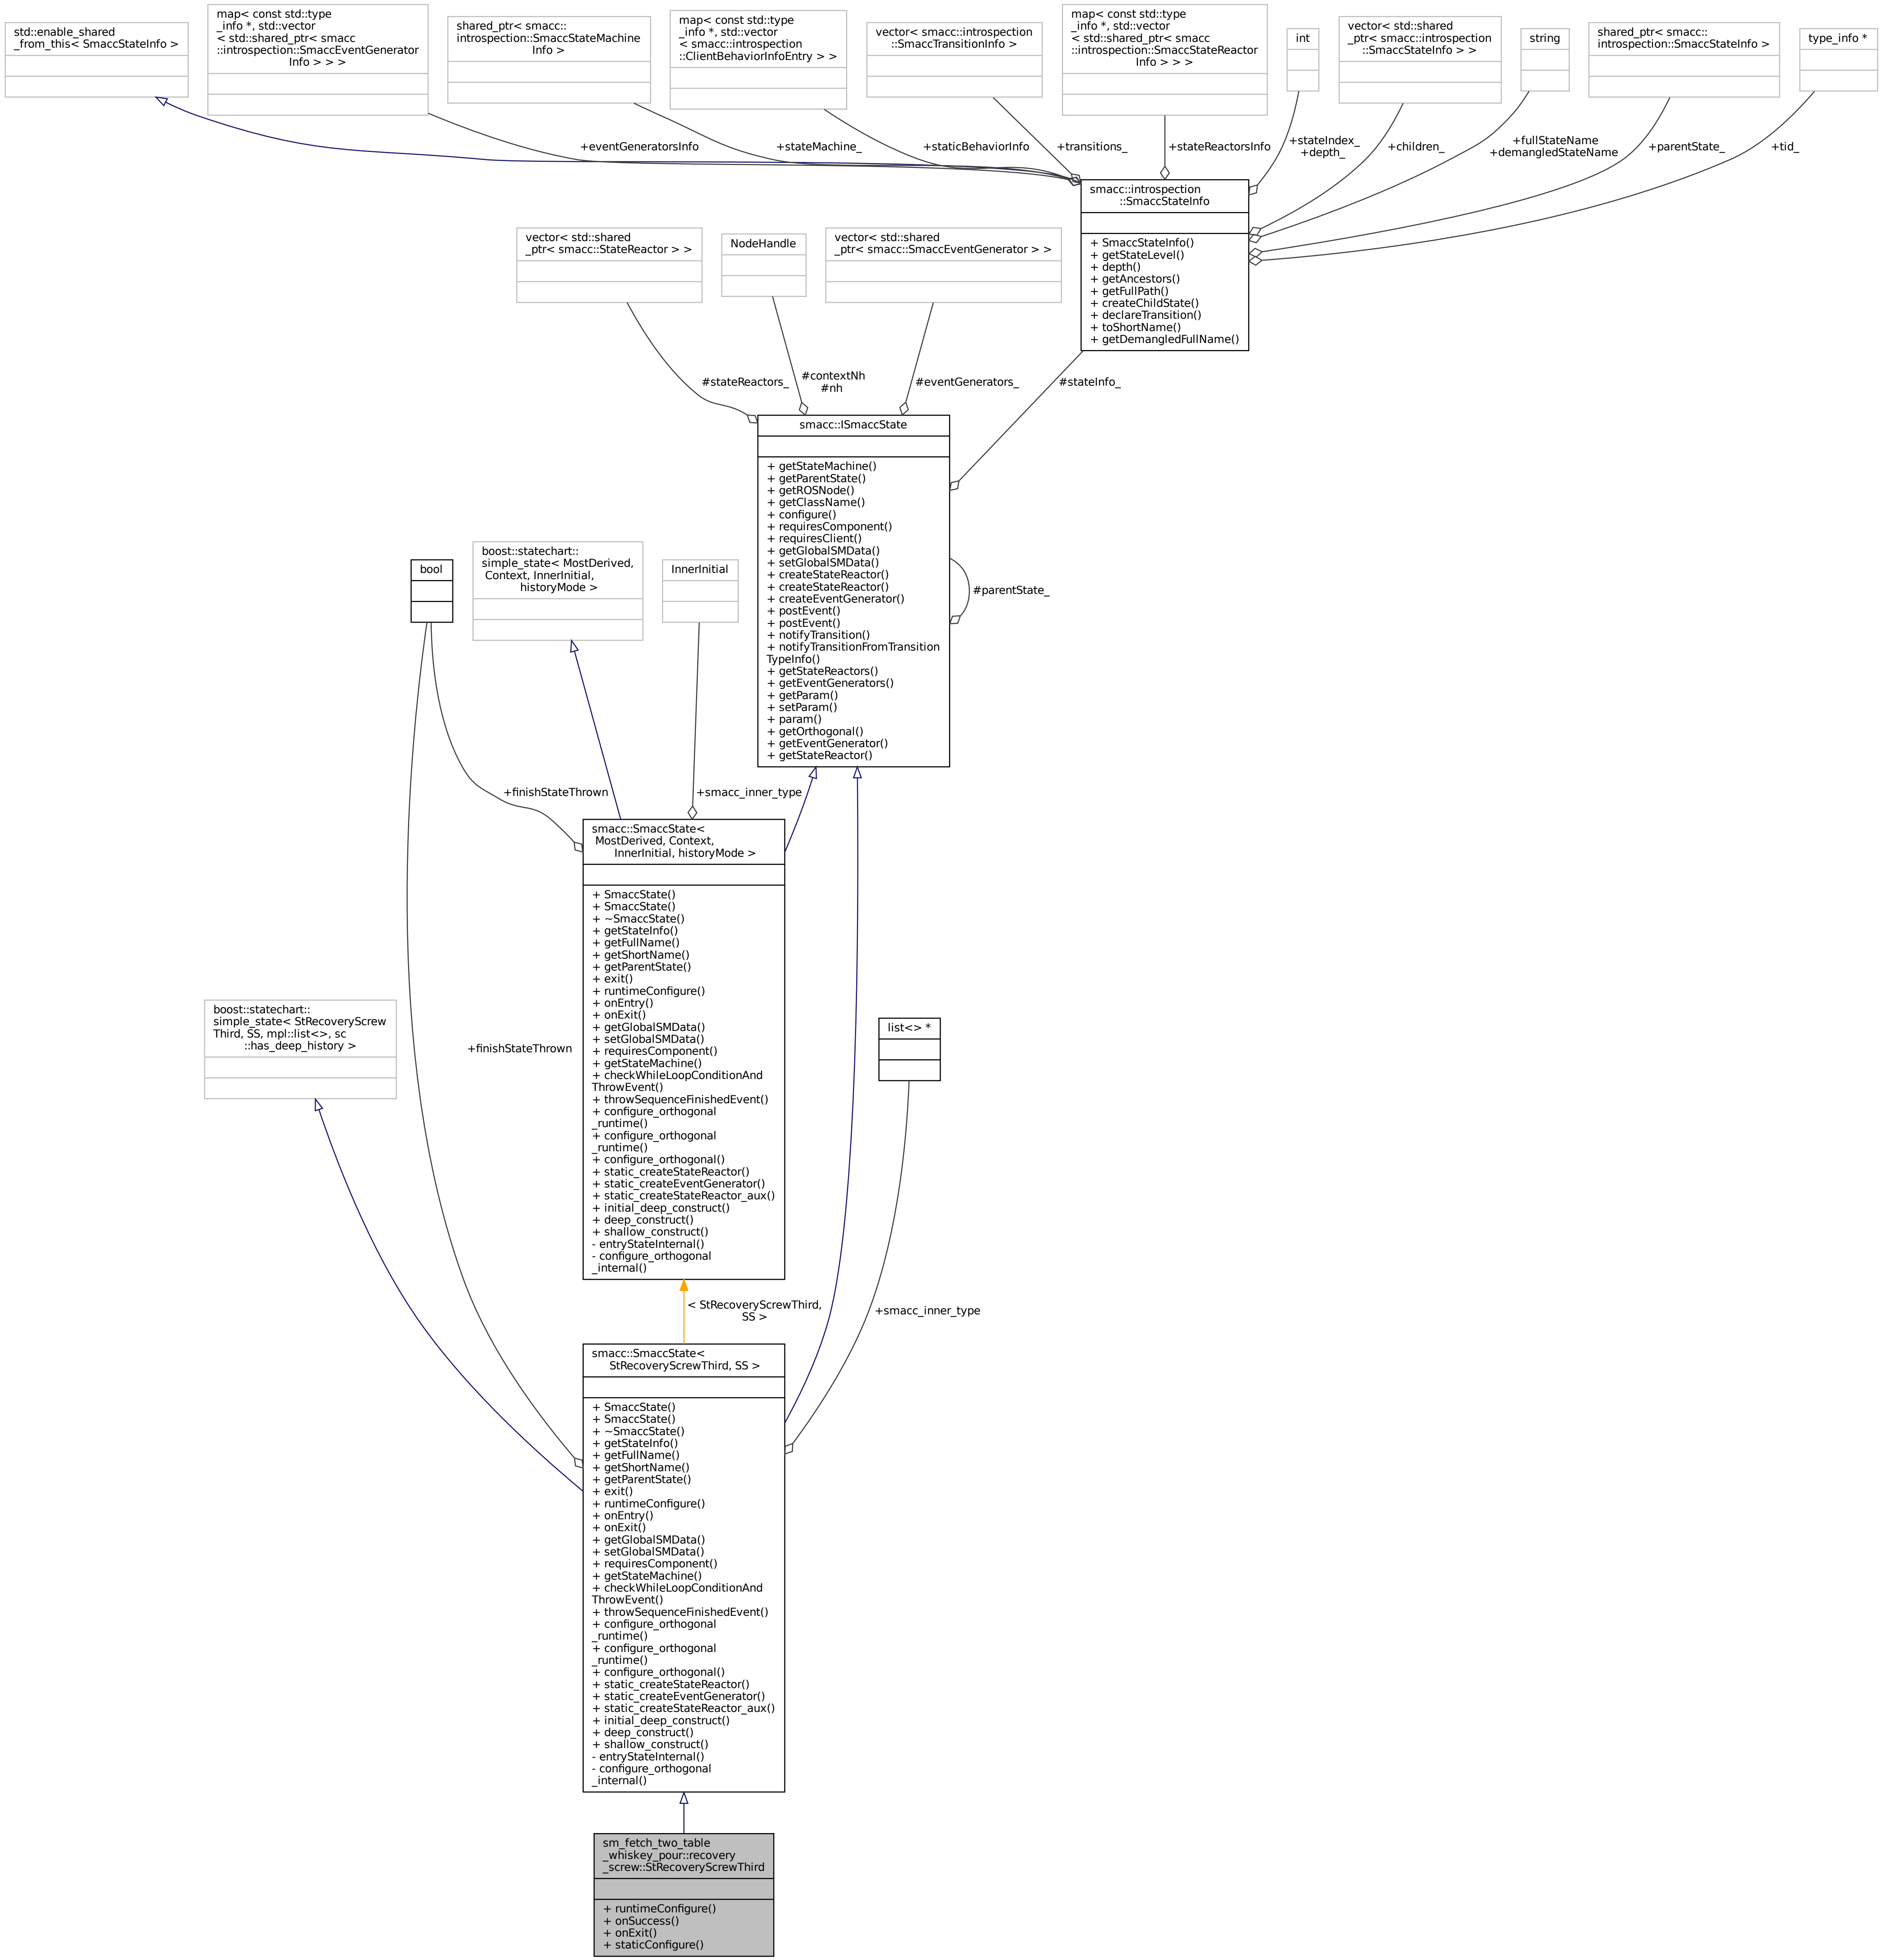 std::enable_shared
_from_this< SmaccStateInfo >
map< const std::type
_info *, std::vector
< std::shared_ptr< smacc
::introspection::SmaccEventGenerator
Info > > >
shared_ptr< smacc::
introspection::SmaccStateMachine
Info >
map< const std::type
_info *, std::vector
< smacc::introspection
::ClientBehaviorInfoEntry > >
vector< smacc::introspection
::SmaccTransitionInfo >
map< const std::type
_info *, std::vector
< std::shared_ptr< smacc
::introspection::SmaccStateReactor
Info > > >
int
vector< std::shared
_ptr< smacc::introspection
::SmaccStateInfo > >
string
shared_ptr< smacc::
introspection::SmaccStateInfo >
type_info *
+eventGeneratorsInfo
+stateMachine_
+staticBehaviorInfo
+transitions_
+stateReactorsInfo
+stateIndex_
+depth_
+children_
+fullStateName
+demangledStateName
+parentState_
+tid_
smacc::introspection
::SmaccStateInfo
+ SmaccStateInfo()
+ getStateLevel()
+ depth()
+ getAncestors()
+ getFullPath()
+ createChildState()
+ declareTransition()
+ toShortName()
+ getDemangledFullName()
vector< std::shared
_ptr< smacc::StateReactor > >
NodeHandle
vector< std::shared
_ptr< smacc::SmaccEventGenerator > >
#stateReactors_
#contextNh
#nh
#eventGenerators_
#stateInfo_
smacc::ISmaccState
+ getStateMachine()
+ getParentState()
+ getROSNode()
+ getClassName()
+ configure()
+ requiresComponent()
+ requiresClient()
+ getGlobalSMData()
+ setGlobalSMData()
+ createStateReactor()
+ createStateReactor()
+ createEventGenerator()
+ postEvent()
+ postEvent()
+ notifyTransition()
+ notifyTransitionFromTransition
TypeInfo()
+ getStateReactors()
+ getEventGenerators()
+ getParam()
+ setParam()
+ param()
+ getOrthogonal()
+ getEventGenerator()
+ getStateReactor()
#parentState_
bool
boost::statechart::
simple_state< MostDerived,
Context, InnerInitial,
historyMode >
InnerInitial
+finishStateThrown
+smacc_inner_type
smacc::SmaccState<
MostDerived, Context,
InnerInitial, historyMode >
+ SmaccState()
+ SmaccState()
+ ~SmaccState()
+ getStateInfo()
+ getFullName()
+ getShortName()
+ getParentState()
+ exit()
+ runtimeConfigure()
+ onEntry()
+ onExit()
+ getGlobalSMData()
+ setGlobalSMData()
+ requiresComponent()
+ getStateMachine()
+ checkWhileLoopConditionAnd
ThrowEvent()
+ throwSequenceFinishedEvent()
+ configure_orthogonal
_runtime()
+ configure_orthogonal
_runtime()
+ configure_orthogonal()
+ static_createStateReactor()
+ static_createEventGenerator()
+ static_createStateReactor_aux()
+ initial_deep_construct()
+ deep_construct()
+ shallow_construct()
- entryStateInternal()
- configure_orthogonal
_internal()
boost::statechart::
simple_state< StRecoveryScrew
Third, SS, mpl::list<>, sc
::has_deep_history >
+finishStateThrown
list<> *
< StRecoveryScrewThird,
SS >
+smacc_inner_type
smacc::SmaccState<
StRecoveryScrewThird, SS >
+ SmaccState()
+ SmaccState()
+ ~SmaccState()
+ getStateInfo()
+ getFullName()
+ getShortName()
+ getParentState()
+ exit()
+ runtimeConfigure()
+ onEntry()
+ onExit()
+ getGlobalSMData()
+ setGlobalSMData()
+ requiresComponent()
+ getStateMachine()
+ checkWhileLoopConditionAnd
ThrowEvent()
+ throwSequenceFinishedEvent()
+ configure_orthogonal
_runtime()
+ configure_orthogonal
_runtime()
+ configure_orthogonal()
+ static_createStateReactor()
+ static_createEventGenerator()
+ static_createStateReactor_aux()
+ initial_deep_construct()
+ deep_construct()
+ shallow_construct()
- entryStateInternal()
- configure_orthogonal
_internal()
sm_fetch_two_table
_whiskey_pour::recovery
_screw::StRecoveryScrewThird
+ runtimeConfigure()
+ onSuccess()
+ onExit()
+ staticConfigure()